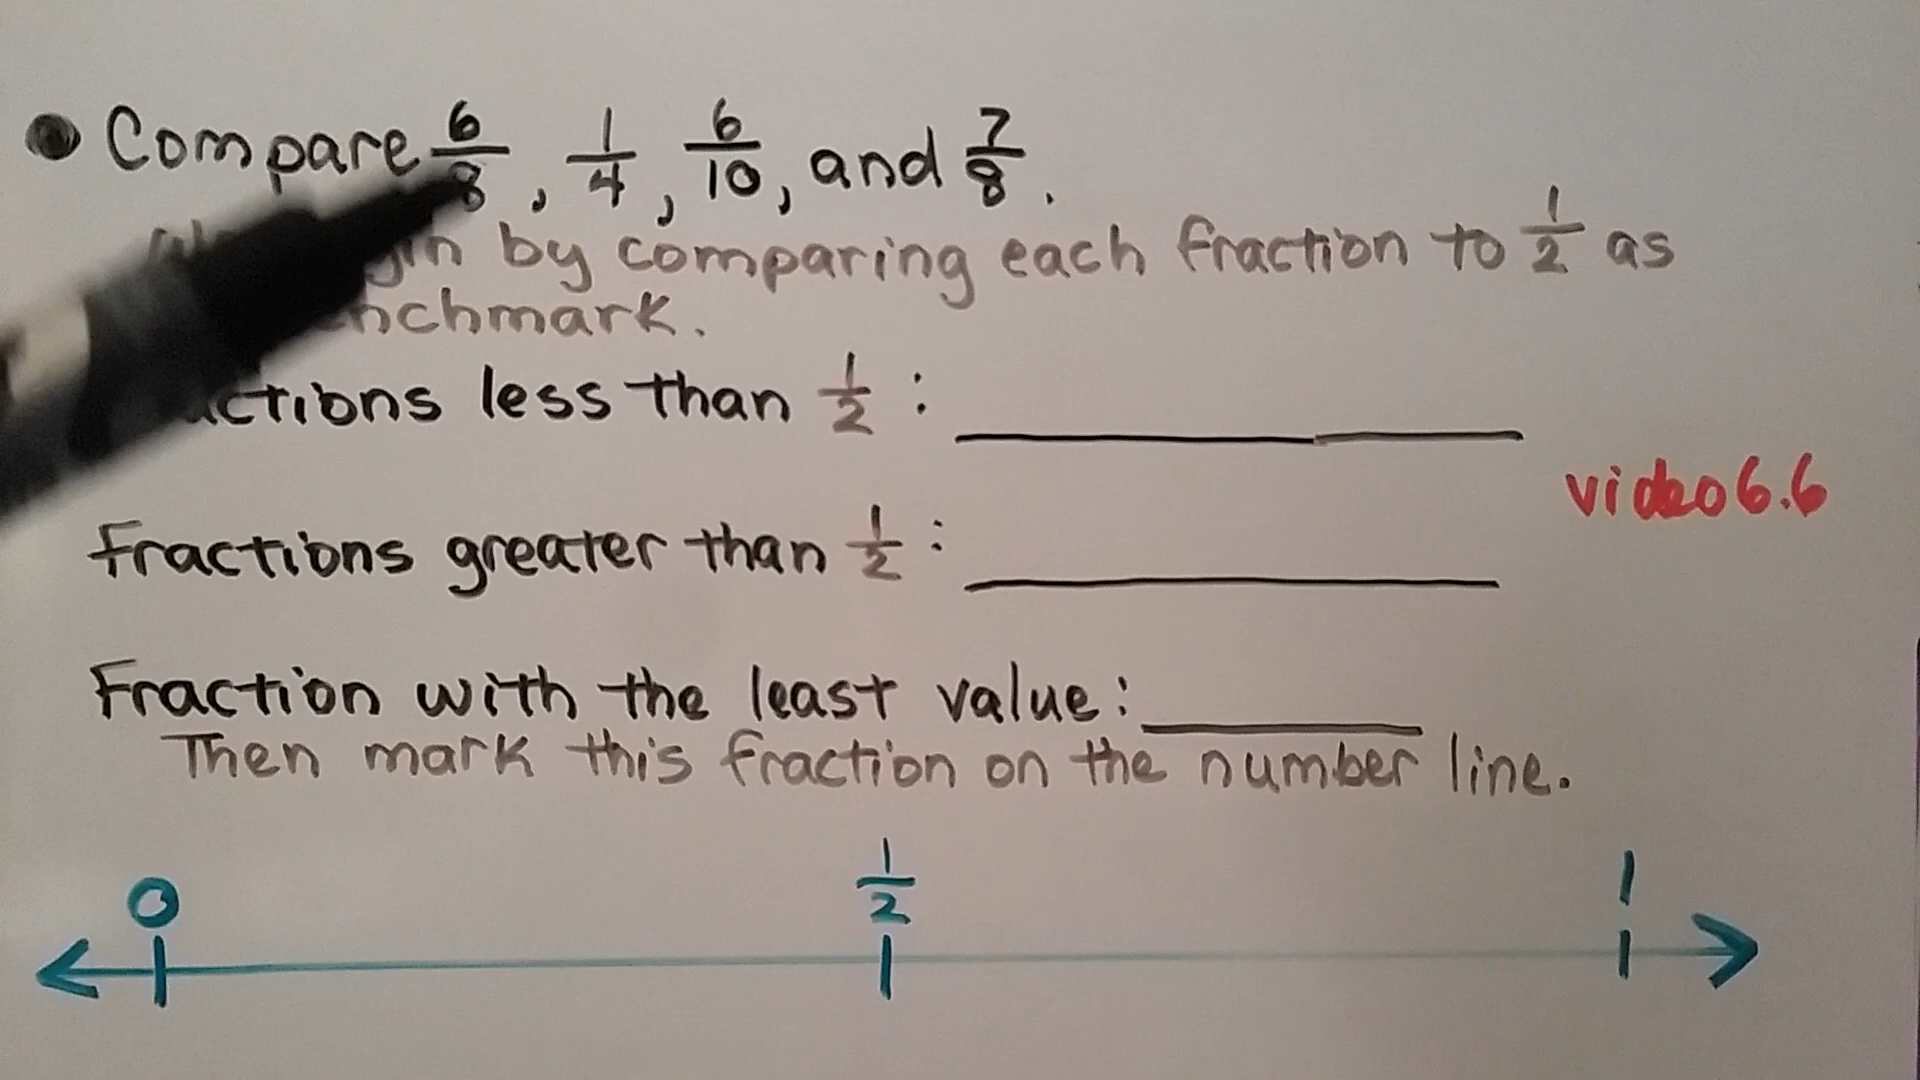 • Compare 6/8, 1/4, 6/10, and 7/8.
by comparing each fraction to 1/2 as
less than 1/2 :
video 6.6
Fractions greater than 1/2 :
Fraction with the least value:
Then mark this fraction on the number line.
0 1/2 1